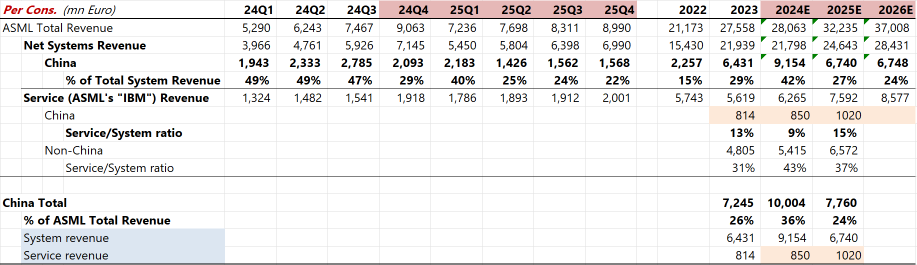 Per Cons. (mn Euro) 24Q1 24Q2 24Q3 24Q4 25Q1 25Q2 25Q3 25Q4 2022 2023 2024E 2025E 2026E
ASML Total Revenue 5,290 6,243 7,467 9,063 7,236 7,698 8,311 8,990 21,173 27,558 28,063 32,235 37,008
Net Systems Revenue 3,966 4,761 5,926 7,145 5,450 5,804 6,398 6,990 15,430 21,939 21,798 24,643 28,431
China 1,943 2,333 2,785 2,093 2,183 1,426 1,562 1,568 2,257 6,431 9,154 6,740 6,748
% of Total System Revenue 49% 49% 47% 29% 40% 25% 24% 22% 15% 29% 42% 27% 24%
Service (ASML's "IBM") Revenue 1,324 1,482 1,541 1,918 1,786 1,893 1,912 2,001 5,743 5,619 6,265 7,592 8,577
China 814 850 1020
Service/System ratio 13% 9% 15%
Non-China 4,805 5,415 6,572
Service/System ratio 31% 43% 37%
China Total 7,245 10,004 7,760
% of ASML Total Revenue 26% 36% 24%
System revenue 6,431 9,154 6,740
Service revenue 814 850 1020